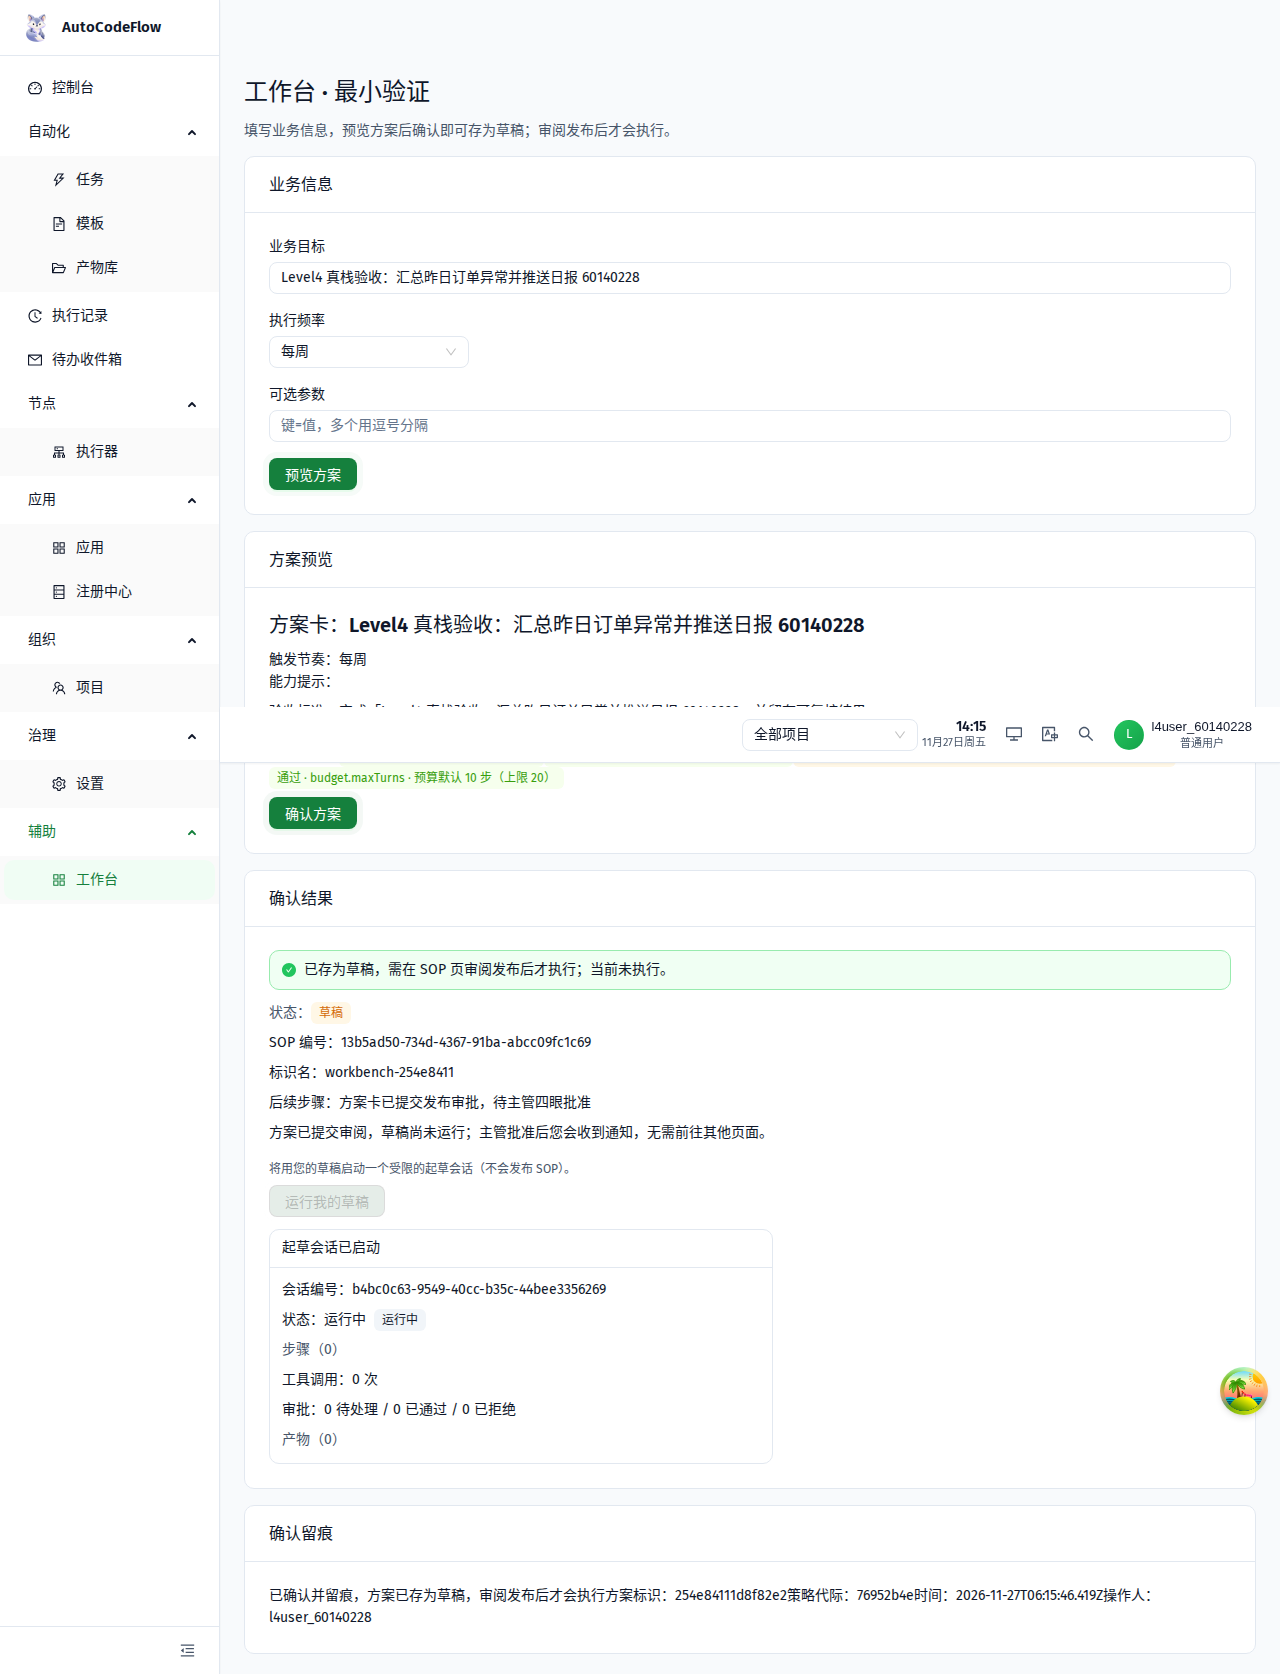 AutoCodeFlow
控制台
自动化
任务
模板
产物库
执行记录
待办收件箱
节点
执行器
应用
应用
注册中心
组织
项目
治理
设置
辅助
工作台
工作台 · 最小验证
填写业务信息，预览方案后确认即可存为草稿；审阅发布后才会执行。
业务信息
业务目标
Level4 真栈验收：汇总昨日订单异常并推送日报 60140228
执行频率
每周
可选参数
键=值，多个用逗号分隔
预览方案
方案预览
方案卡：Level4 真栈验收：汇总昨日订单异常并推送日报 60140228
触发节奏：每周
能力提示：
全部项目
14:15
11月27日周五
L
l4user_60140228
普通用户
通过 · budget.maxTurns · 预算默认 10 步（上限 20）
确认方案
确认结果
已存为草稿，需在 SOP 页审阅发布后才执行；当前未执行。
状态：草稿
SOP 编号：13b5ad50-734d-4367-91ba-abcc09fc1c69
标识名：workbench-254e8411
后续步骤：方案卡已提交发布审批，待主管四眼批准
方案已提交审阅，草稿尚未运行；主管批准后您会收到通知，无需前往其他页面。
将用您的草稿启动一个受限的起草会话（不会发布 SOP）。
运行我的草稿
起草会话已启动
会话编号：b4bc0c63-9549-40cc-b35c-44bee3356269
状态：运行中 运行中
步骤（0）
工具调用：0 次
审批：0 待处理 / 0 已通过 / 0 已拒绝
产物（0）
确认留痕
已确认并留痕，方案已存为草稿，审阅发布后才会执行方案标识：254e84111d8f82e2策略代际：76952b4e时间：2026-11-27T06:15:46.419Z操作人：
l4user_60140228